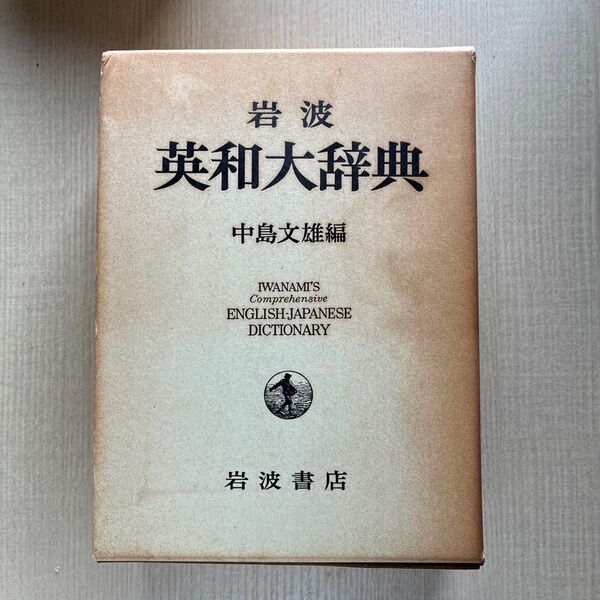 岩波
英和大辞典
中島文雄編
IWANAMI'S
Comprehensive
ENGLISH-JAPANESE
DICTIONARY
岩波書店